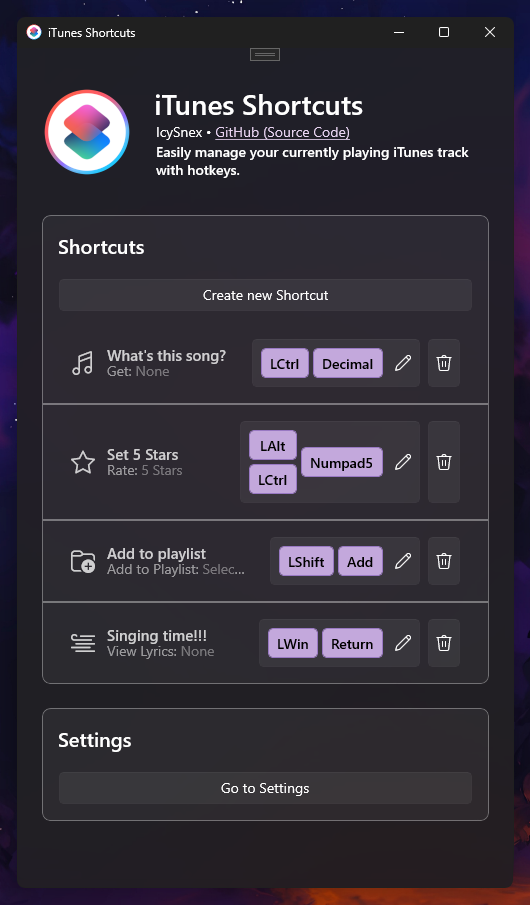 iTunes Shortcuts
iTunes Shortcuts
IcySnex • GitHub (Source Code)
Easily manage your currently playing iTunes track
with hotkeys.
Shortcuts
Create new Shortcut
What's this song?
Get: None
LCtrl Decimal
Set 5 Stars
Rate: 5 Stars
LAlt
LCtrl
Numpad5
Add to playlist
Add to Playlist: Selec...
LShift Add
Singing time!!!
View Lyrics: None
LWin Return
Settings
Go to Settings